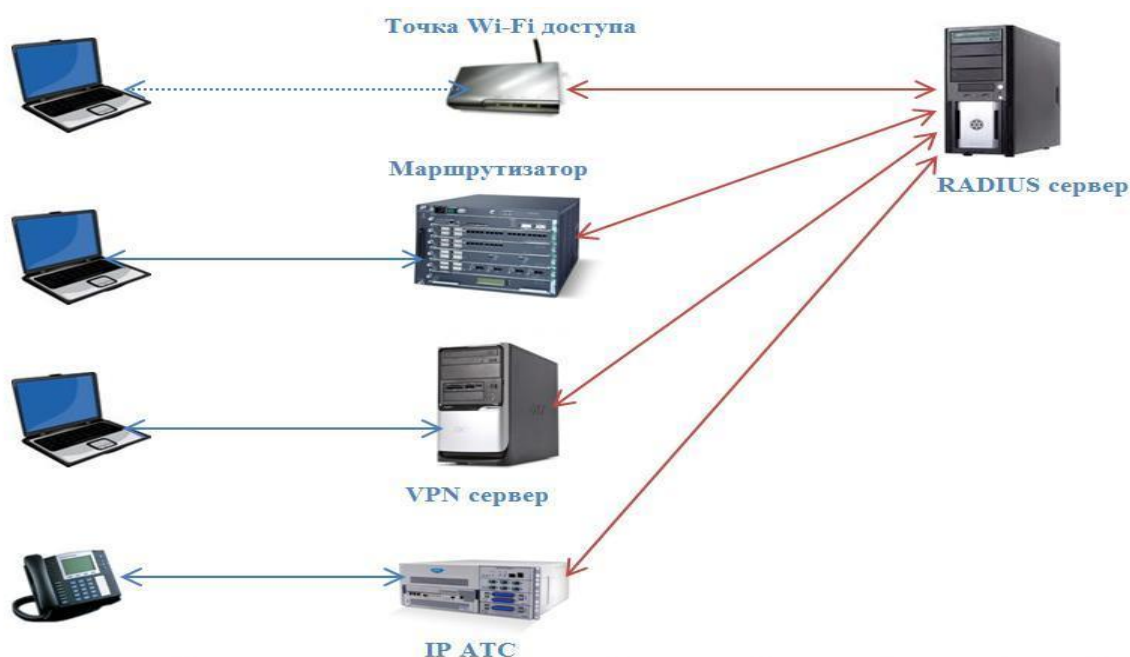 Точка Wi-Fi доступа
Маршрутизатор
RADIUS сервер
VPN сервер
IP АТС